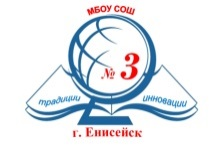 МБОУ СОШ
№ 3
традиции
инновации
г. Енисейск